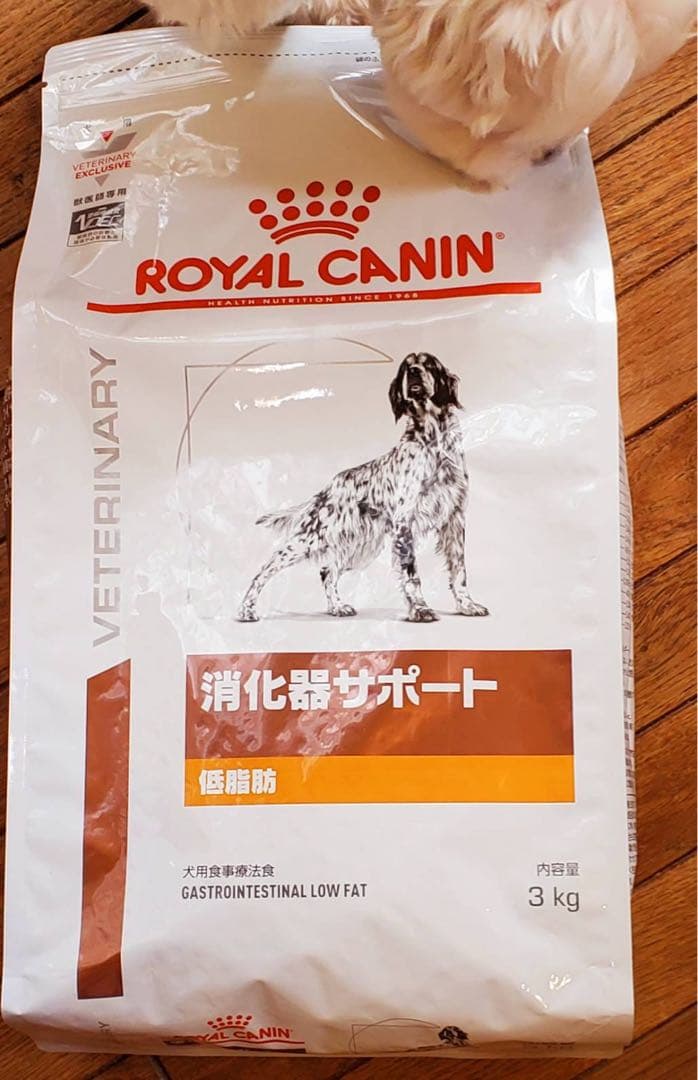 VETERINARY
EXCLUSIVE
獣医師専用
ROYAL CANIN®
HEALTH NUTRITION SINCE 1968
VETERINARY
消化器サポート
低脂肪
犬用食事療法食
GASTROINTESTINAL LOW FAT
内容量
3 kg
ROYAL CANIN